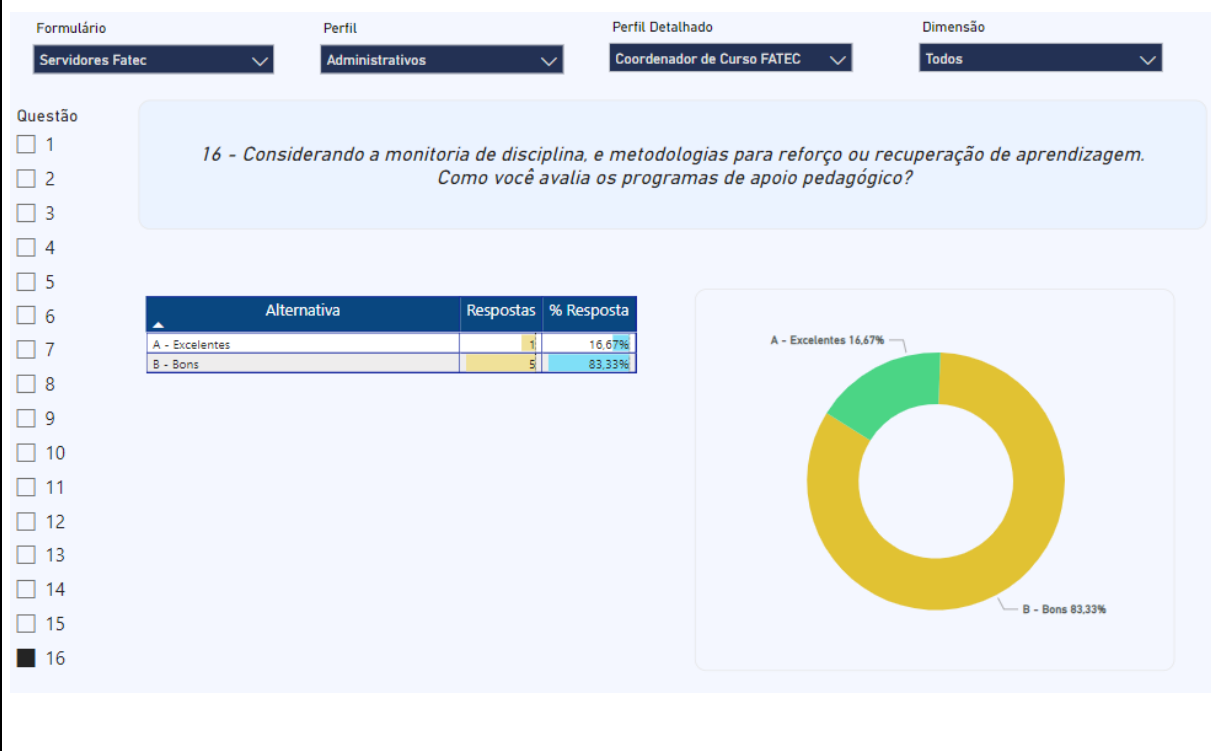 Formulário
Perfil
Perfil Detalhado
Dimensão
Servidores Fatec
Administrativos
Coordenador de Curso FATEC
Todos
Questão
1
2
3
4
5
6
7
8
9
10
11
12
13
14
15
16
16 - Considerando a monitoria de disciplina, e metodologias para reforço ou recuperação de aprendizagem.
Como você avalia os programas de apoio pedagógico?
Alternativa Respostas % Resposta
A - Excelentes 1 16,67%
B - Bons 5 83,33%
A - Excelentes 16,67%
B - Bons 83,33%